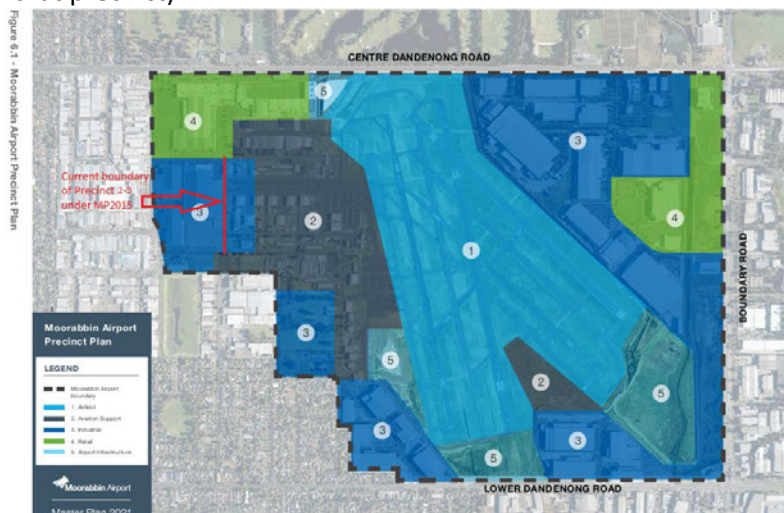 Figure 6.1 - Moorabbin Airport Precinct Plan
CENTRE DANDENONG ROAD
5
4
3
Current boundary
of Precinct 2-3
under MP2015
3
2
4
1
BOUNDARY ROAD
3
5
2
5
3
3
5
LOWER DANDENONG ROAD
Moorabbin Airport
Precinct Plan
LEGEND
Moorabbin Airport
boundary
1. Airfield
2. Aviation Support
3. Industrial
4. Retail
5. Airport Infrastructure
Moorabbin Airport
Master Plan 2021